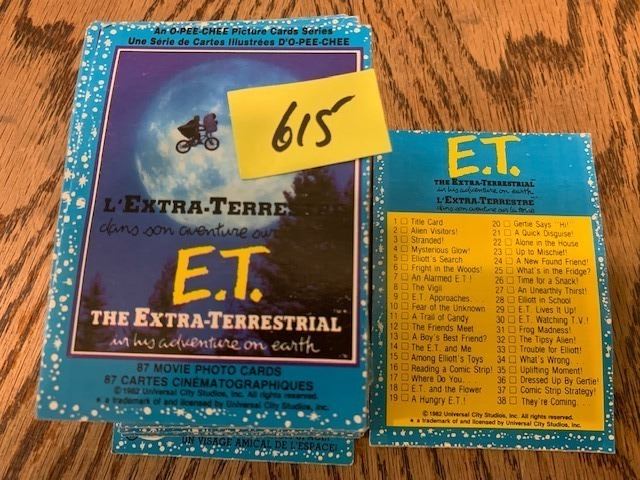 An O-PEE-CHEE Picture Cards Series
Une Série de Cartes Illustrées D'O-PEE-CHEE
615
L'EXTRA-TERRE
dans son aventure sur
E.T.
THE EXTRA-TERRESTRIAL
in his adventure on earth
87 MOVIE PHOTO CARDS
87 CARTES CINÉMATOGRAPHIQUES
© 1982 Universal City Studios, Inc. All rights reserved.
★ a trademark of and licensed by Universal City Studios, Inc.
UN VISAGE AMICAL DE L'ESPACE!
E.T.
THE EXTRA-TERRESTRIAL
in his adventure on earth
L'EXTRA-TERRESTRE
dans son aventure sur la terre
1 Title Card
2 Alien Visitors!
3 Stranded!
4 Mysterious Glow!
5 Elliott's Search
6 Fright in the Woods!
7 An Alarmed E.T.!
8 The Vigil
9 E.T. Approaches. . .
10 Fear of the Unknown
11 A Trail of Candy
12 The Friends Meet
13 A Boy's Best Friend?
14 E.T. and Me
15 Among Elliott's Toys
16 Reading a Comic Strip!
17 Where Do You. . .
18 E.T. and the Flower
19 A Hungry E.T.!
20 Gertie Says "Hi"
21 A Quick Disguise!
22 Alone in the House
23 Up to Mischief!
24 A New Found Friend!
25 What's in the Fridge?
26 Time for a Snack!
27 An Unearthly Thirst!
28 Elliott in School
29 E.T. Lives It Up!
30 E.T. Watching T.V.!
31 Frog Madness!
32 The Tipsy Alien!
33 Trouble for Elliott!
34 What's Wrong. . .
35 Uplifting Moment!
36 Dressed Up By Gertie!
37 Comic Strip Strategy!
38 They're Coming. . .
© 1982 Universal City Studios, Inc. All rights reserved.
★ a trademark of and licensed by Universal City Studios, Inc.